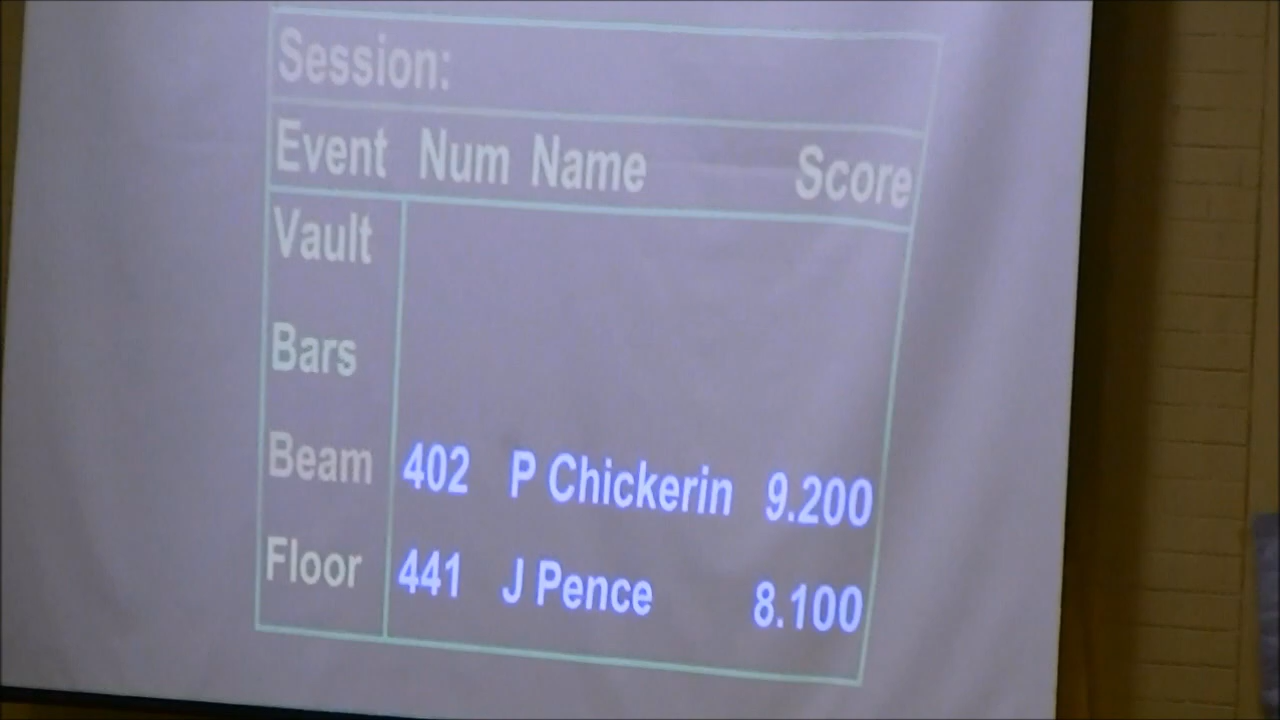 Session:
Event Num Name Score
Vault
Bars
Beam 402 P Chickerin 9.200
Floor 441 J Pence 8.100